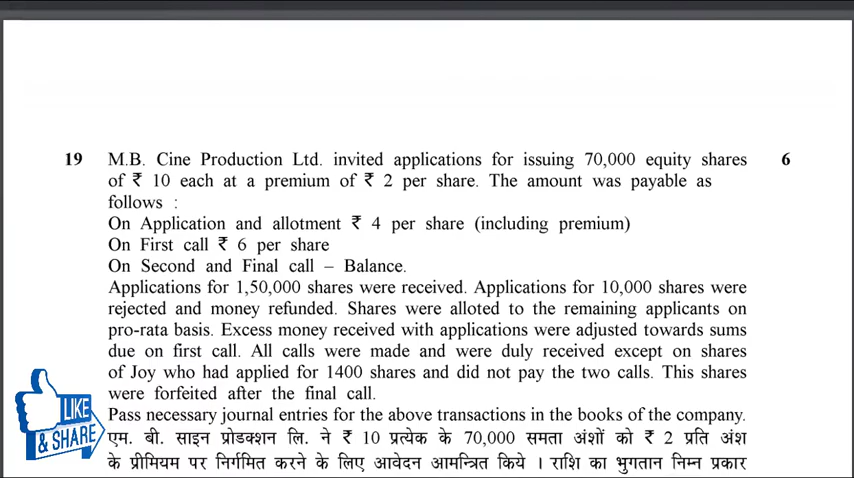 19 M.B. Cine Production Ltd. invited applications for issuing 70,000 equity shares 6
of ₹ 10 each at a premium of ₹ 2 per share. The amount was payable as
follows :
On Application and allotment ₹ 4 per share (including premium)
On First call ₹ 6 per share
On Second and Final call – Balance.
Applications for 1,50,000 shares were received. Applications for 10,000 shares were
rejected and money refunded. Shares were alloted to the remaining applicants on
pro-rata basis. Excess money received with applications were adjusted towards sums
due on first call. All calls were made and were duly received except on shares
of Joy who had applied for 1400 shares and did not pay the two calls. This shares
were forfeited after the final call.
Pass necessary journal entries for the above transactions in the books of the company.
एम. बी. साइन प्रोडक्शन लि. ने ₹ 10 प्रत्येक के 70,000 समता अंशों को ₹ 2 प्रति अंश
के प्रीमियम पर निर्गमित करने के लिए आवेदन आमन्त्रित किये । राशि का भुगतान निम्न प्रकार
LIKE
& SHARE